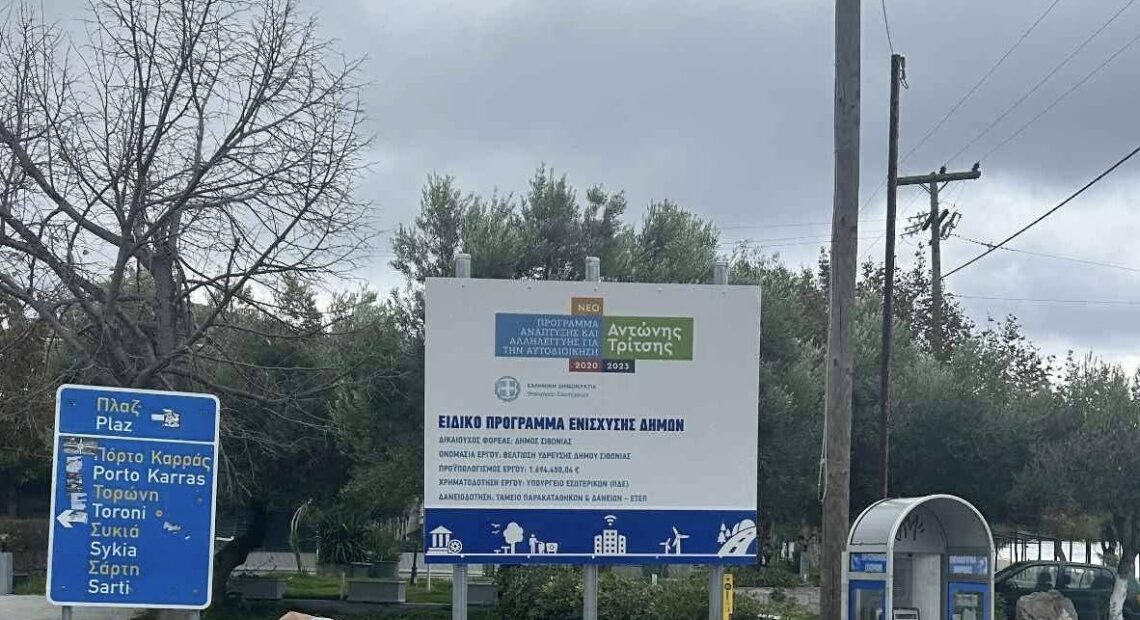 Πλαζ
Plaz
Πόρτο Καρράς
Porto Karras
Τορώνη
Toroni
Συκιά
Sykia
Σάρτη
Sarti
ΝΕΟ
ΠΡΟΓΡΑΜΜΑ
ΑΝΑΠΤΥΞΗΣ ΚΑΙ
ΑΛΛΗΛΕΓΓΥΗΣ ΓΙΑ
ΤΗΝ ΑΥΤΟΔΙΟΙΚΗΣΗ
Αντώνης
Τρίτσης
2020 2023
ΕΛΛΗΝΙΚΗ ΔΗΜΟΚΡΑΤΙΑ
Υπουργείο Εσωτερικών
ΕΙΔΙΚΟ ΠΡΟΓΡΑΜΜΑ ΕΝΙΣΧΥΣΗΣ ΔΗΜΩΝ
ΔΙΚΑΙΟΥΧΟΣ ΦΟΡΕΑΣ: ΔΗΜΟΣ ΣΙΘΩΝΙΑΣ
ΟΝΟΜΑΣΙΑ ΕΡΓΟΥ: ΒΕΛΤΙΩΣΗ ΥΔΡΕΥΣΗΣ ΔΗΜΟΥ ΣΙΘΩΝΙΑΣ
ΠΡΟΫΠΟΛΟΓΙΣΜΟΣ ΕΡΓΟΥ: 1.694.450,04 €
ΧΡΗΜΑΤΟΔΟΤΗΣΗ ΕΡΓΟΥ: ΥΠΟΥΡΓΕΙΟ ΕΣΩΤΕΡΙΚΩΝ (ΠΔΕ)
ΔΑΝΕΙΟΔΟΤΗΣΗ: ΤΑΜΕΙΟ ΠΑΡΑΚΑΤΑΘΗΚΩΝ & ΔΑΝΕΙΩΝ – ΕΤΕΠ